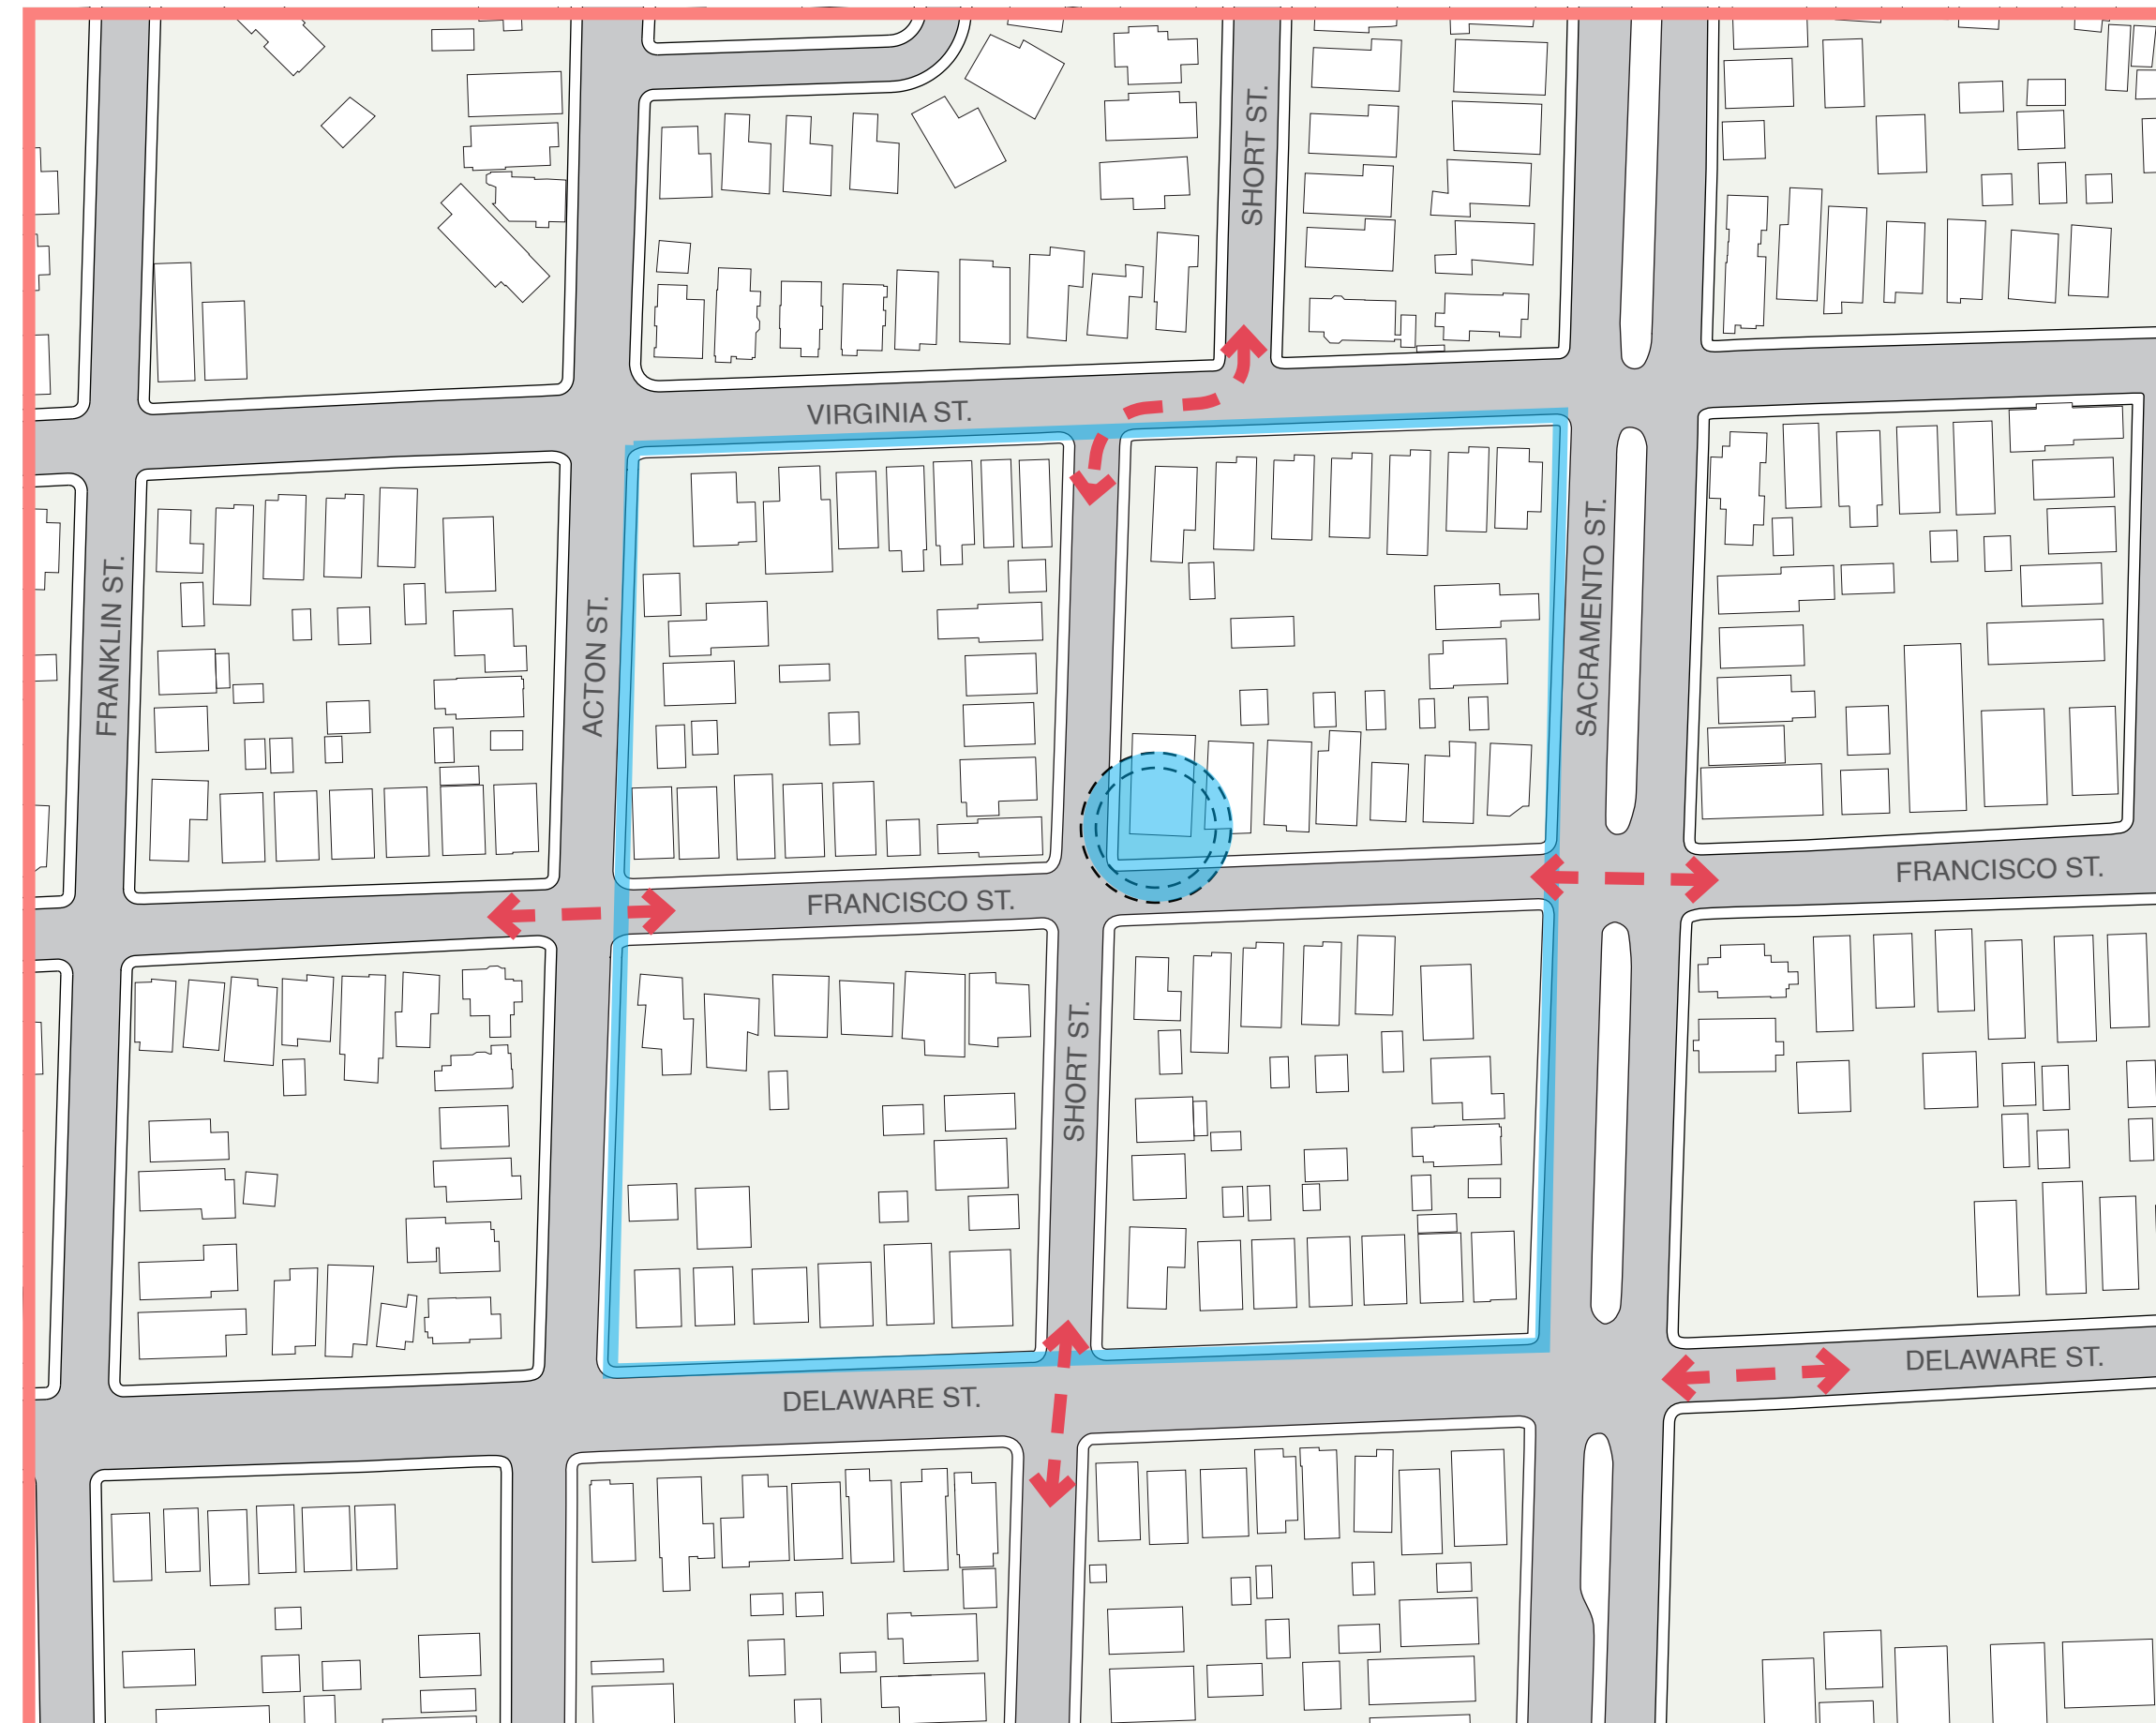 SHORT ST.
VIRGINIA ST.
FRANKLIN ST.
ACTON ST.
SACRAMENTO ST.
FRANCISCO ST.
FRANCISCO ST.
SHORT ST.
DELAWARE ST.
DELAWARE ST.